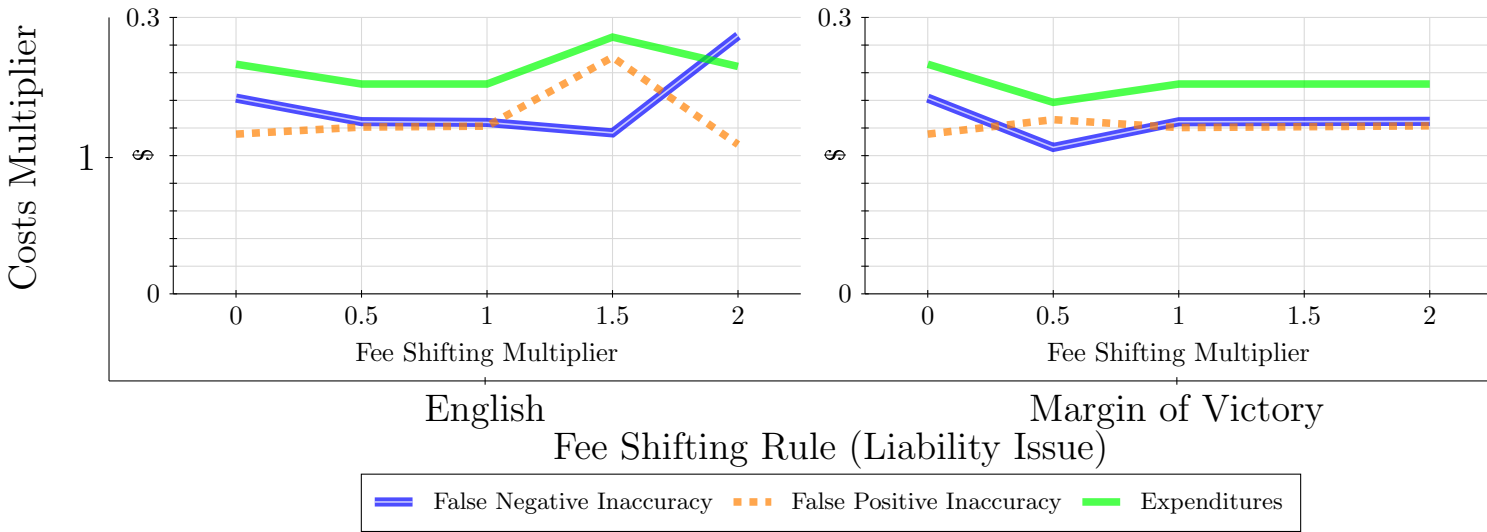 Costs Multiplier
1
0.3
$
0
0 0.5 1 1.5 2
Fee Shifting Multiplier
0.3
$
0
0 0.5 1 1.5 2
Fee Shifting Multiplier
English
Margin of Victory
Fee Shifting Rule (Liability Issue)
False Negative Inaccuracy False Positive Inaccuracy Expenditures